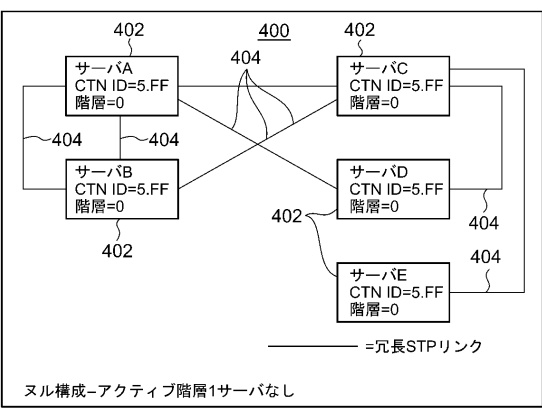 402
400
402
サーバA
CTN ID=5.FF
階層=0
404
サーバC
CTN ID=5.FF
階層=0
404
404
サーバB
CTN ID=5.FF
階層=0
402
サーバD
CTN ID=5.FF
階層=0
404
402
サーバE
CTN ID=5.FF
階層=0
404
=冗長STPリンク
ヌル構成–アクティブ階層1サーバなし